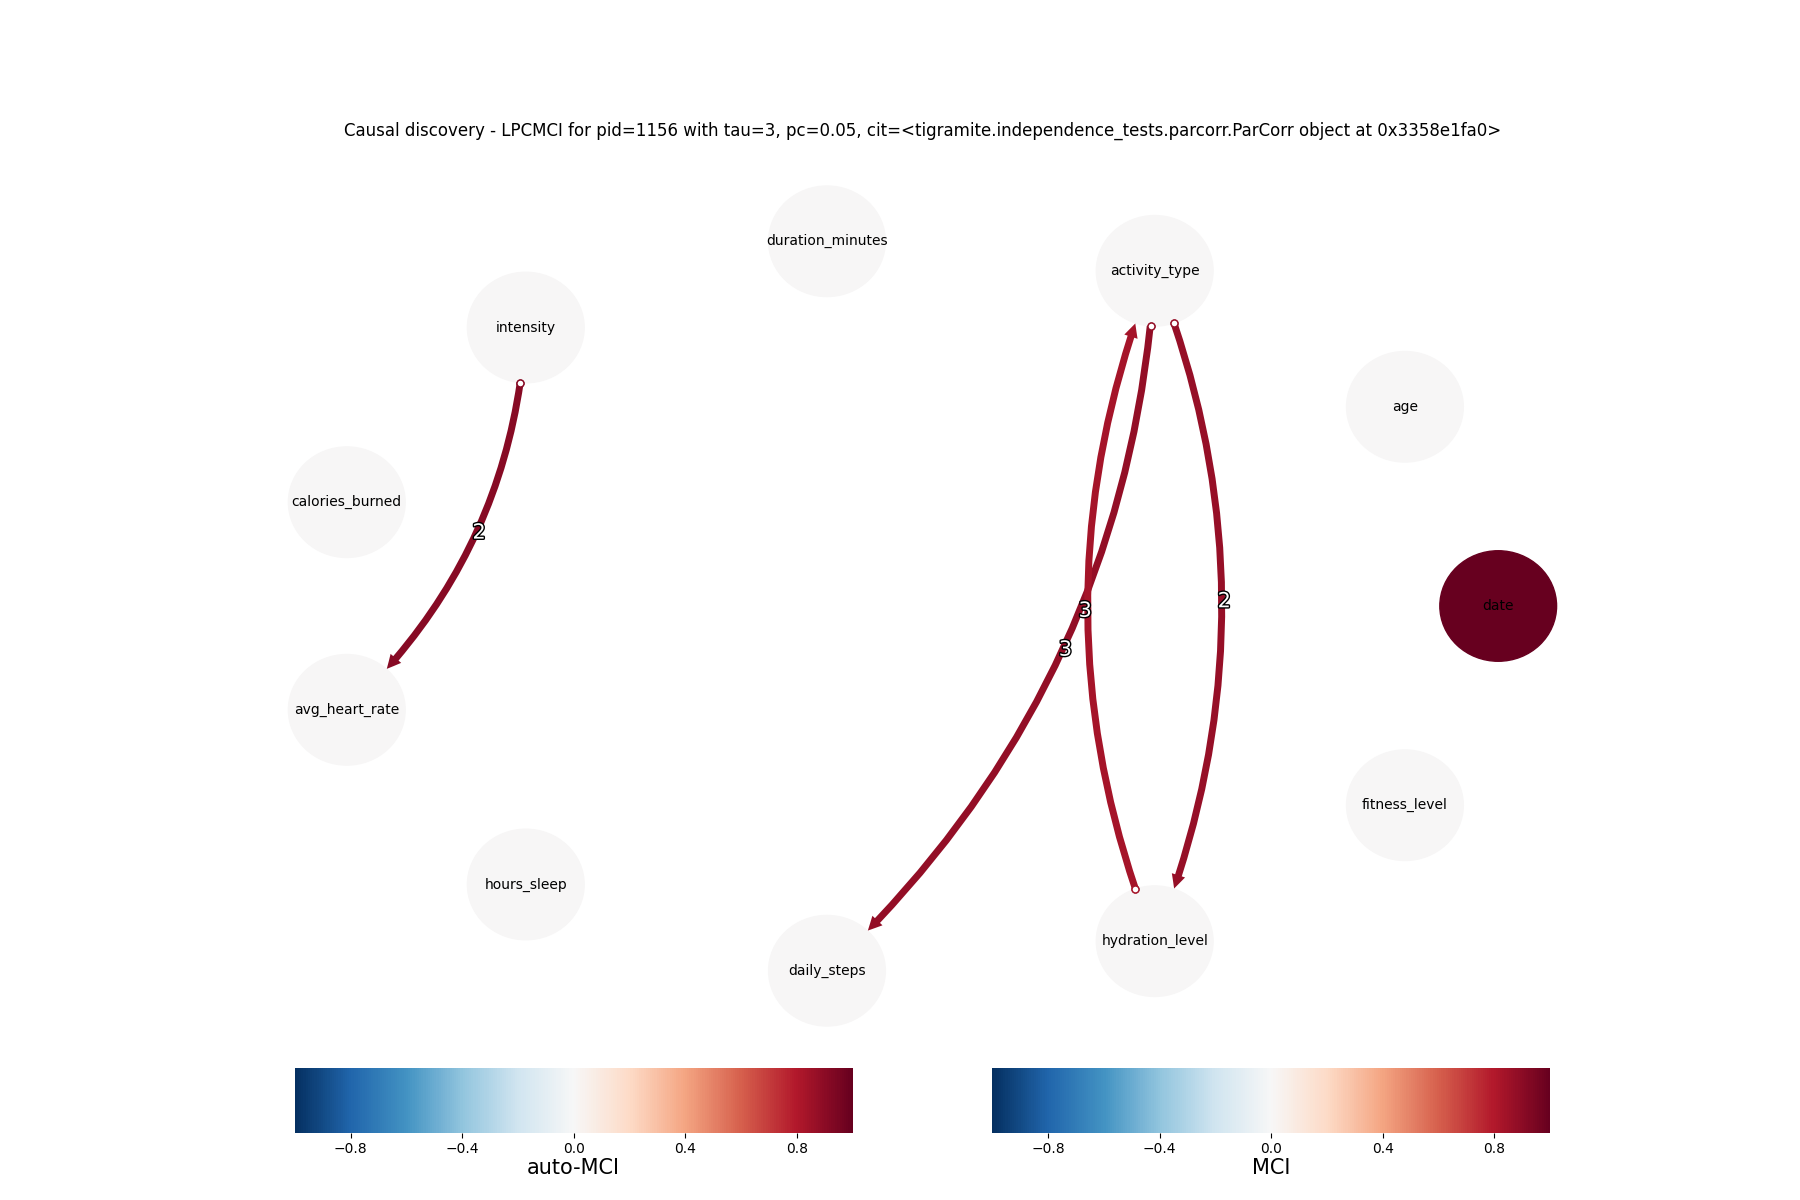 Causal discovery - LPCMCI for pid=1156 with tau=3, pc=0.05, cit=<tigramite.independence_tests.parcorr.ParCorr object at 0x3358e1fa0>
duration_minutes
activity_type
intensity
age
calories_burned
2
2
date
3
3
avg_heart_rate
fitness_level
hours_sleep
hydration_level
daily_steps
−0.8 −0.4 0.0 0.4 0.8
auto-MCI
−0.8 −0.4 0.0 0.4 0.8
MCI